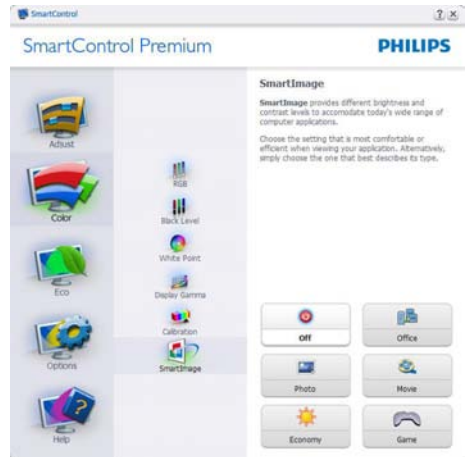 SmartControl
SmartControl Premium
PHILIPS
Adjust
Color
Eco
Options
Help
RGB
Black Level
White Point
Display Gamma
Calibration
SmartImage
SmartImage
SmartImage provides different brightness and
contrast levels to accomodate today's wide range of
computer applications.
Choose the setting that is most comfortable or
efficient when viewing your application. Alternatively,
simply choose the one that best describes its type.
Off
Office
Photo
Movie
Economy
Game